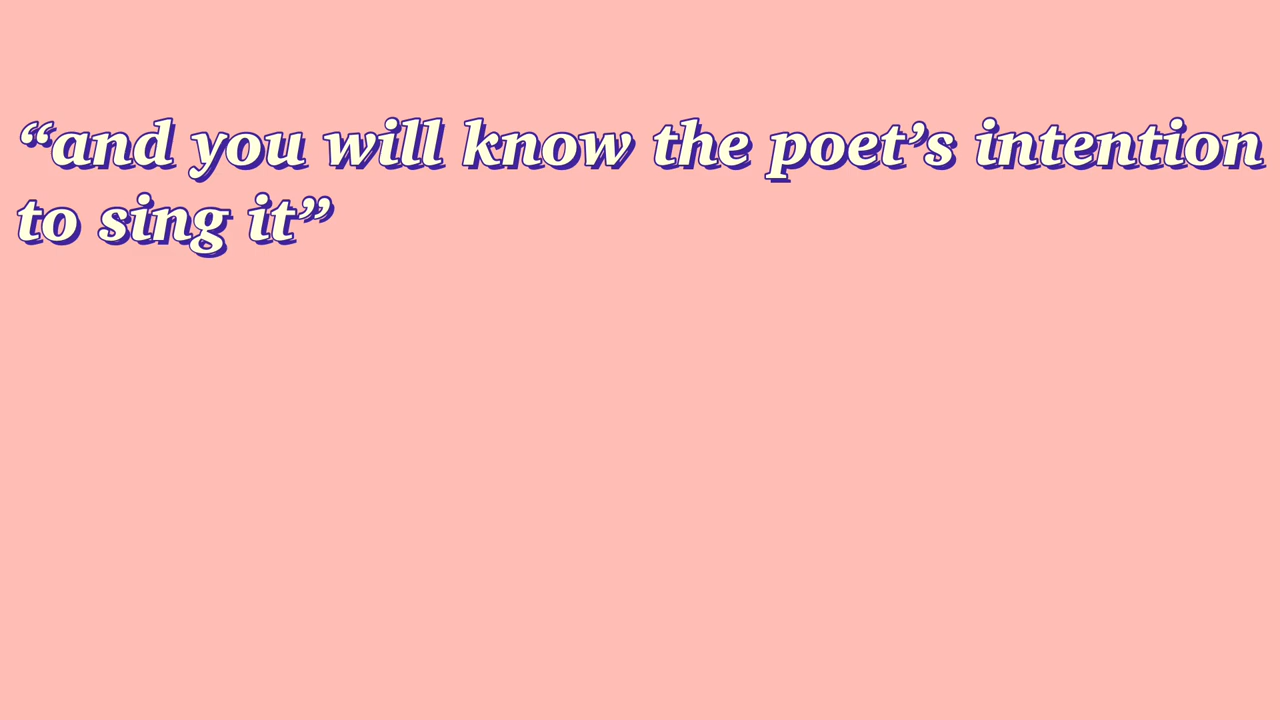 “and you will know the poet’s intention
to sing it”